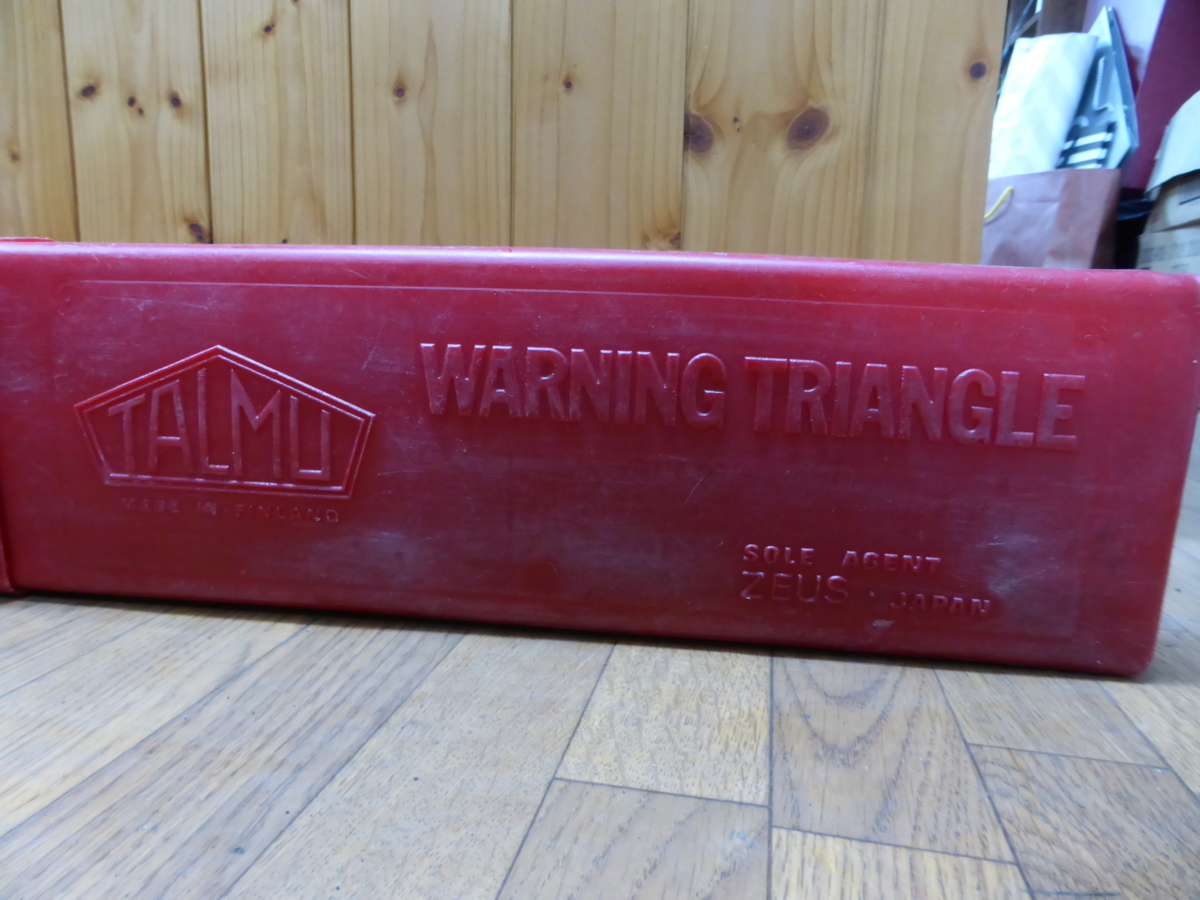 TALMU
MADE IN FINLAND
WARNING TRIANGLE
SOLE AGENT
ZEUS · JAPAN